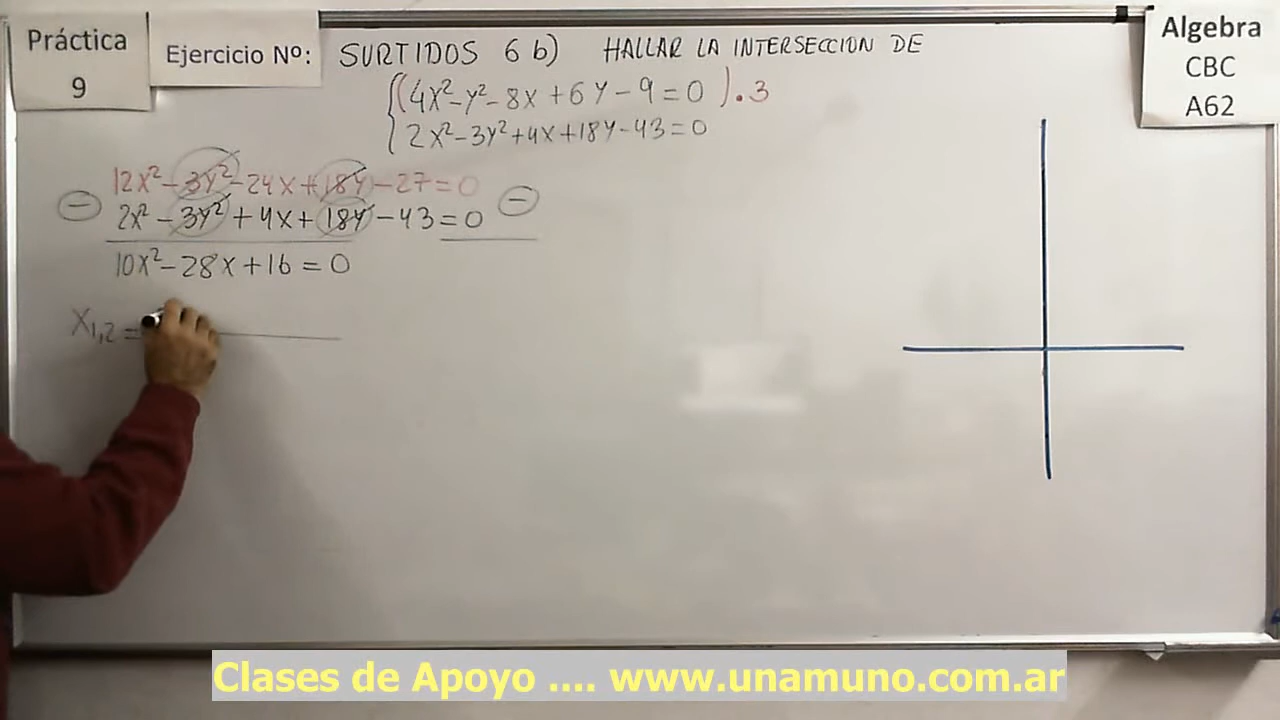 Práctica
9
Ejercicio Nº:
SURTIDOS 6 b) HALLAR LA INTERSECCION DE
(4x²-y²-8x+6y-9=0).3
2x²-3y²+4x+18y-43=0
Algebra
CBC
A62
12x²-3y²-24x+18y-27=0
- 2x²-3y²+4x+18y-43=0 -
10x²-28x+16=0
X1,2=
Clases de Apoyo .... www.unamuno.com.ar